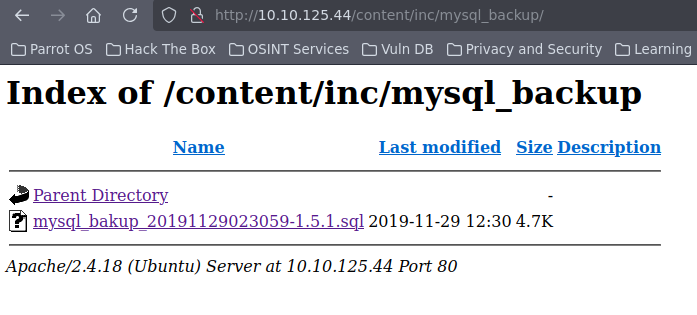 http://10.10.125.44/content/inc/mysql_backup/
Parrot OS Hack The Box OSINT Services Vuln DB Privacy and Security Learning
Index of /content/inc/mysql_backup
Name Last modified Size Description
Parent Directory -
mysql_bakup_20191129023059-1.5.1.sql 2019-11-29 12:30 4.7K
Apache/2.4.18 (Ubuntu) Server at 10.10.125.44 Port 80